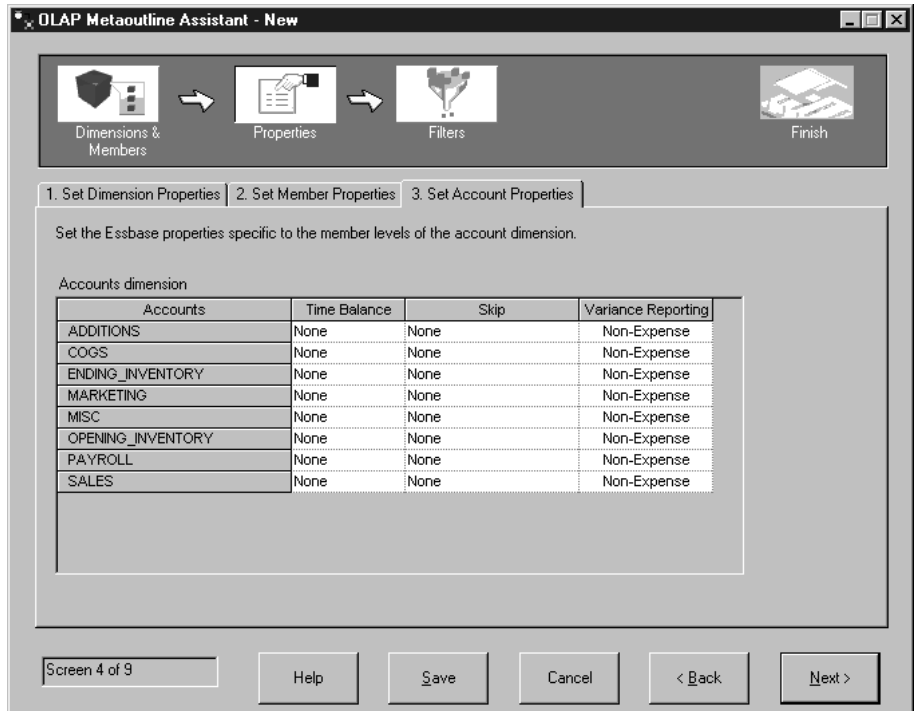 OLAP Metaoutline Assistant - New
Dimensions &
Members
Properties
Filters
Finish
1. Set Dimension Properties
2. Set Member Properties
3. Set Account Properties
Set the Essbase properties specific to the member levels of the account dimension.
Accounts dimension
Accounts Time Balance Skip Variance Reporting
ADDITIONS None None Non-Expense
COGS None None Non-Expense
ENDING_INVENTORY None None Non-Expense
MARKETING None None Non-Expense
MISC None None Non-Expense
OPENING_INVENTORY None None Non-Expense
PAYROLL None None Non-Expense
SALES None None Non-Expense
Screen 4 of 9
Help
Save
Cancel
< Back
Next >